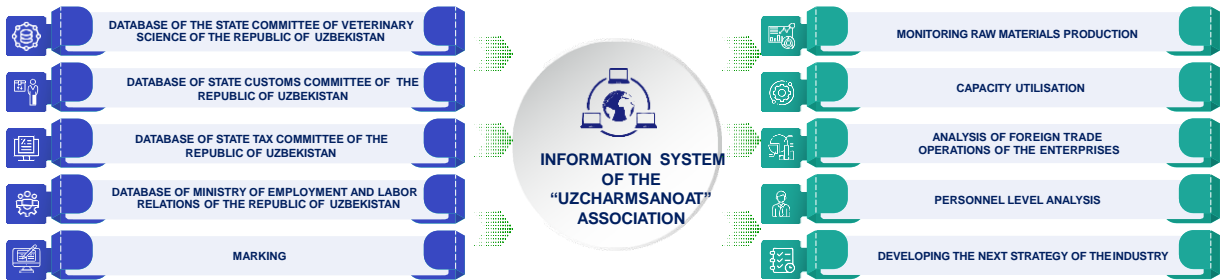 DATABASE OF THE STATE COMMITTEE OF VETERINARY
SCIENCE OF THE REPUBLIC OF UZBEKISTAN
DATABASE OF STATE CUSTOMS COMMITTEE OF THE
REPUBLIC OF UZBEKISTAN
DATABASE OF STATE TAX COMMITTEE OF THE
REPUBLIC OF UZBEKISTAN
DATABASE OF MINISTRY OF EMPLOYMENT AND LABOR
RELATIONS OF THE REPUBLIC OF UZBEKISTAN
MARKING
INFORMATION SYSTEM
OF THE
“UZCHARMSANOAT”
ASSOCIATION
MONITORING RAW MATERIALS PRODUCTION
CAPACITY UTILISATION
ANALYSIS OF FOREIGN TRADE
OPERATIONS OF THE ENTERPRISES
PERSONNEL LEVEL ANALYSIS
DEVELOPING THE NEXT STRATEGY OF THEINDUSTRY